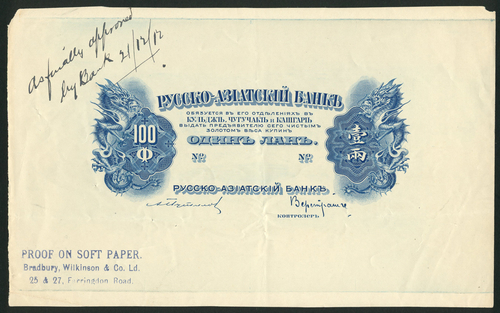 As finally approved
by Bank 21/12/12
РУССКО-АЗІАТСКІЙ БАНКЪ
ОБЯЗУЕТСЯ ВЪ ЕГО ОТДѢЛЕНІЯХЪ ВЪ
КУЛЬДЖѢ, ЧУГУЧАКѢ И КАШГАРѢ
ВЫДАТЬ ПРЕДЪЯВИТЕЛЮ СЕГО ЧИСТЫМЪ
ЗОЛОТОМЪ ВѢСА КУПИНЪ
ОДИНЪ ЛАНЪ.
100
Ф
壹
兩
№
№
РУССКО-АЗІАТСКІЙ БАНКЪ.
КОНТРОЛЕРЪ
PROOF ON SOFT PAPER.
Bradbury, Wilkinson & Co. Ld.
25 & 27, Farringdon Road.